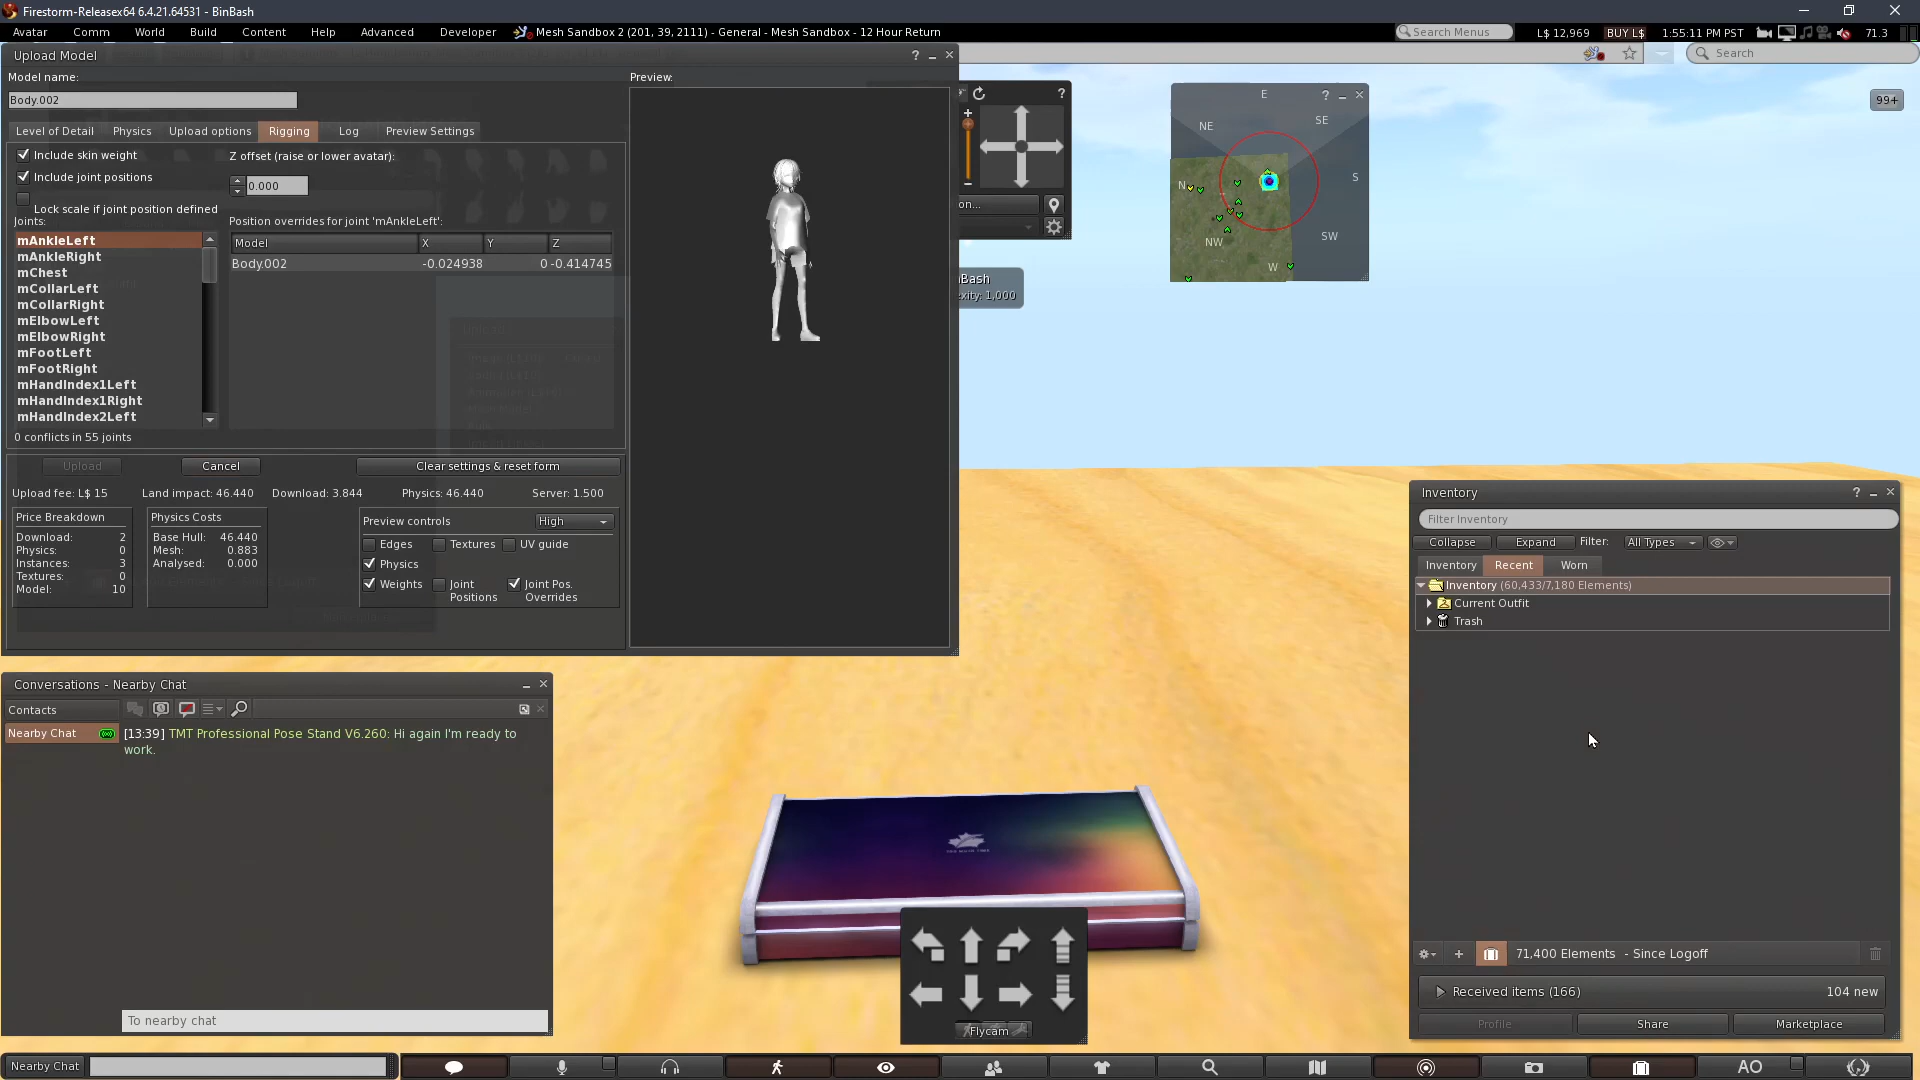 Firestorm-Releasex64 6.4.21.64531 - BinBash
Avatar Comm World Build Content Help Advanced Developer
Mesh Sandbox 2 (201, 39, 2111) - General - Mesh Sandbox - 12 Hour Return
Search Menus
L$ 12,969
BUY L$
1:55:11 PM PST
71.3
Search
99+
Upload Model
?
Model name:
Body.002
Level of Detail Physics Upload options Rigging Log Preview Settings
Include skin weight
Include joint positions
Lock scale if joint position defined
Z offset (raise or lower avatar):
0.000
Joints:
mAnkleLeft
mAnkleRight
mChest
mCollarLeft
mCollarRight
mElbowLeft
mElbowRight
mFootLeft
mFootRight
mHandIndex1Left
mHandIndex1Right
mHandIndex2Left
0 conflicts in 55 joints
Position overrides for joint 'mAnkleLeft':
Model X Y Z
Body.002 -0.024938 0 -0.414745
Preview:
Upload
Cancel
Clear settings & reset form
Upload fee: L$ 15 Land impact: 46.440 Download: 3.844 Physics: 46.440 Server: 1.500
Price Breakdown
Download: 2
Physics: 0
Instances: 3
Textures: 0
Model: 10
Physics Costs
Base Hull: 46.440
Mesh: 0.883
Analysed: 0.000
Preview controls
High
Edges Textures UV guide
Physics
Weights
Joint Positions
Joint Pos. Overrides
?
on...
nBash
exity: 1,000
?
E
NE
SE
N
S
NW
SW
W
Inventory
?
Filter Inventory
Collapse Expand Filter: All Types
Inventory Recent Worn
Inventory (60,433/7,180 Elements)
Current Outfit
Trash
71,400 Elements - Since Logoff
Received items (166)
104 new
Profile Share Marketplace
Conversations - Nearby Chat
Contacts
Nearby Chat
[13:39] TMT Professional Pose Stand V6.260: Hi again I'm ready to
work.
To nearby chat
Flycam
Nearby Chat
AO